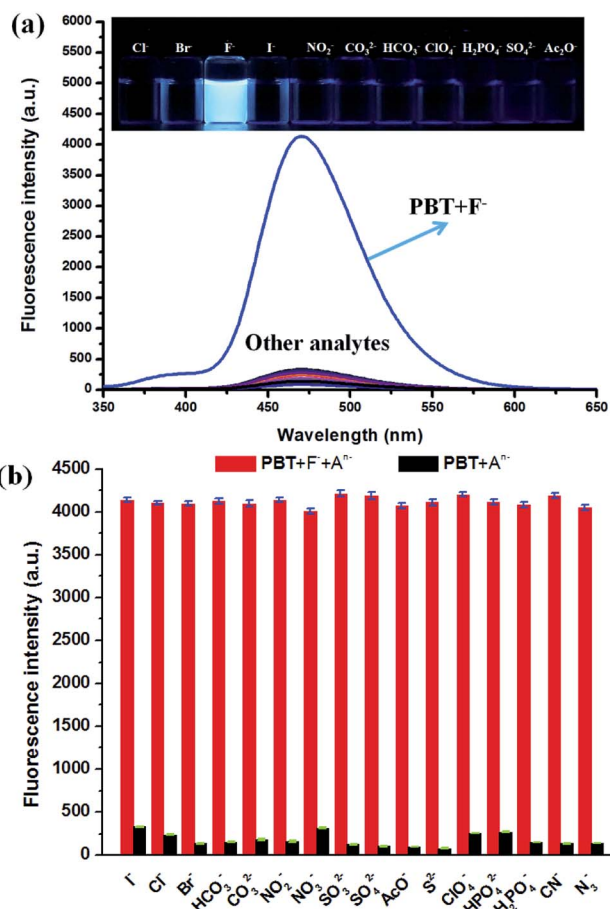 (a)
6000
5500
5000
4500
4000
3500
3000
2500
2000
1500
1000
500
0
Fluorescence intensity (a.u.)
Cl⁻ Br⁻ F⁻ I⁻ NO₂⁻ CO₃²⁻ HCO₃⁻ ClO₄⁻ H₂PO₄⁻ SO₄²⁻ Ac₂O⁻
PBT+F⁻
Other analytes
350 400 450 500 550 600 650
Wavelength (nm)
(b)
PBT+F⁻+Aⁿ⁻ PBT+Aⁿ⁻
4500
4000
3500
3000
2500
2000
1500
1000
500
0
Fluorescence intensity (a.u.)
I⁻ Cl⁻ Br⁻ HCO₃⁻ CO₃²⁻ NO₂⁻ NO₃⁻ SO₃²⁻ SO₄²⁻ AcO⁻ S²⁻ ClO₄⁻ HPO₄²⁻ H₂PO₄⁻ CN⁻ N₃⁻